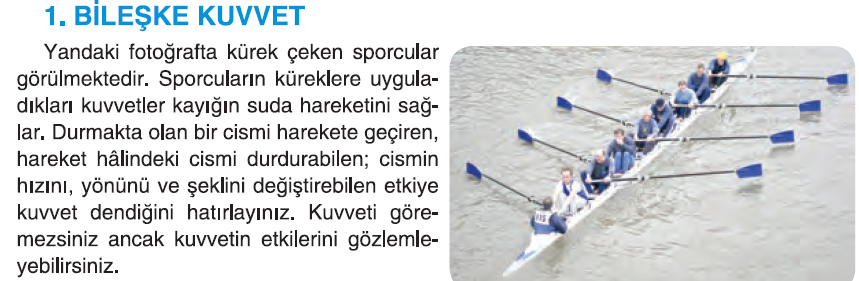 1. BİLEŞKE KUVVET
Yandaki fotoğrafta kürek çeken sporcular
görülmektedir. Sporcuların küreklere uygula-
dıkları kuvvetler kayığın suda hareketini sağ-
lar. Durmakta olan bir cismi harekete geçiren,
hareket hâlindeki cismi durdurabilen; cismin
hızını, yönünü ve şeklini değiştirebilen etkiye
kuvvet dendiğini hatırlayınız. Kuvveti göre-
mezsiniz ancak kuvvetin etkilerini gözlemle-
yebilirsiniz.